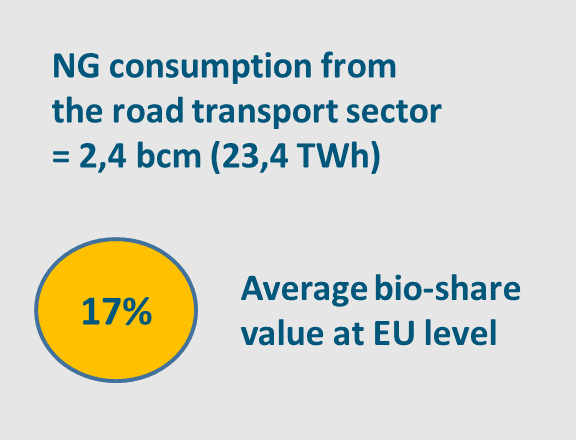 NG consumption from
the road transport sector
= 2,4 bcm (23,4 TWh)
17%
Average bio-share
value at EU level